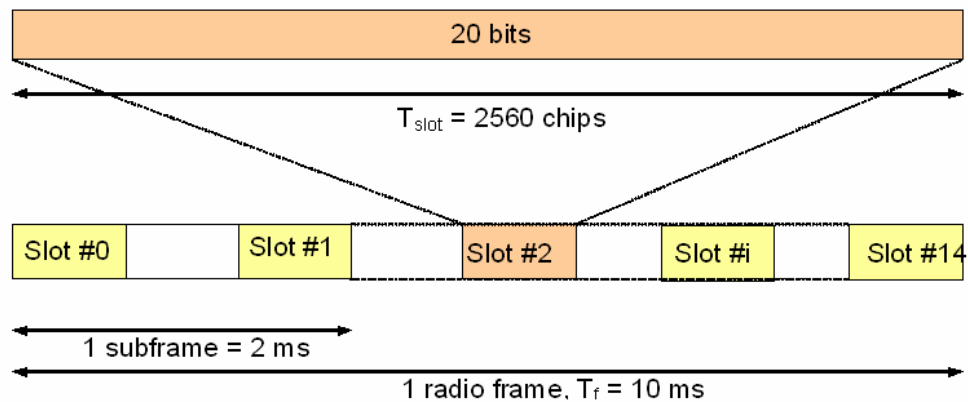 20 bits
Tslot = 2560 chips
Slot #0 Slot #1 Slot #2 Slot #i Slot #14
1 subframe = 2 ms
1 radio frame, Tf = 10 ms